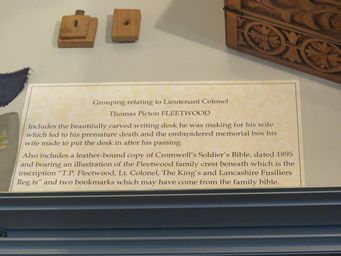 Grouping relating to Lieutenant Colonel
Thomas Picton FLEETWOOD
Includes the beautifully carved writing desk he was making for his wife
which led to his premature death and the embroidered memorial box his
wife made to put the desk in after his passing.
Also includes a leather-bound copy of Cromwell's Soldier's Bible, dated 1895
and bearing an illustration of the Fleetwood family crest beneath which is the
inscription "T.P. Fleetwood, Lt. Colonel, The King's and Lancashire Fusiliers
Reg.ts" and two bookmarks which may have come from the family bible.